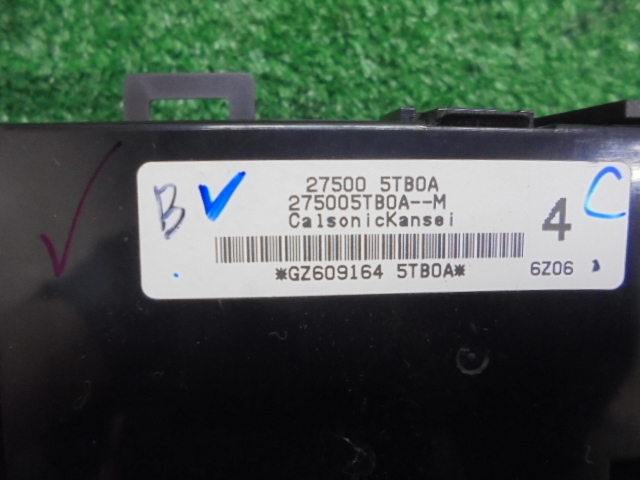 27500 5TB0A
275005TB0A--M
CalsonicKansei
*GZ609164 5TB0A*
4
6Z06
B
C